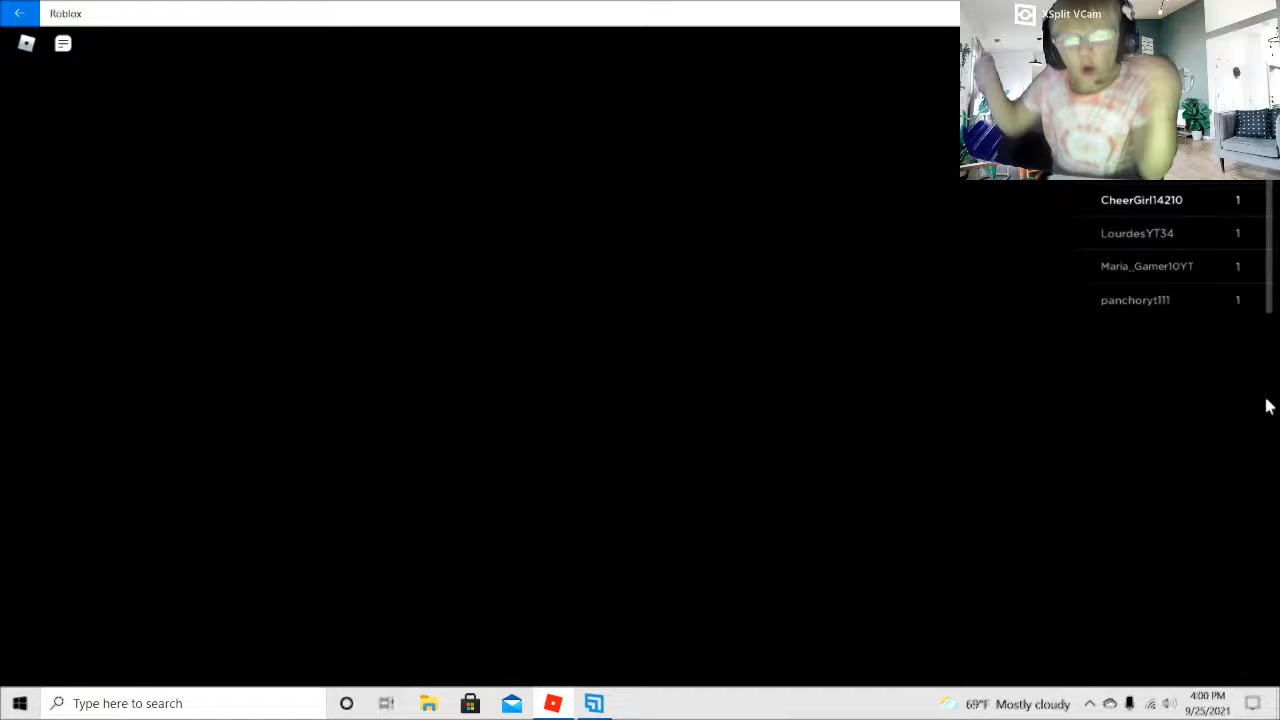 Roblox
XSplit VCam
CheerGirl14210 1
LourdesYT34 1
Maria_Gamer10YT 1
panchoryt111 1
Type here to search
69°F Mostly cloudy
4:00 PM
9/25/2021